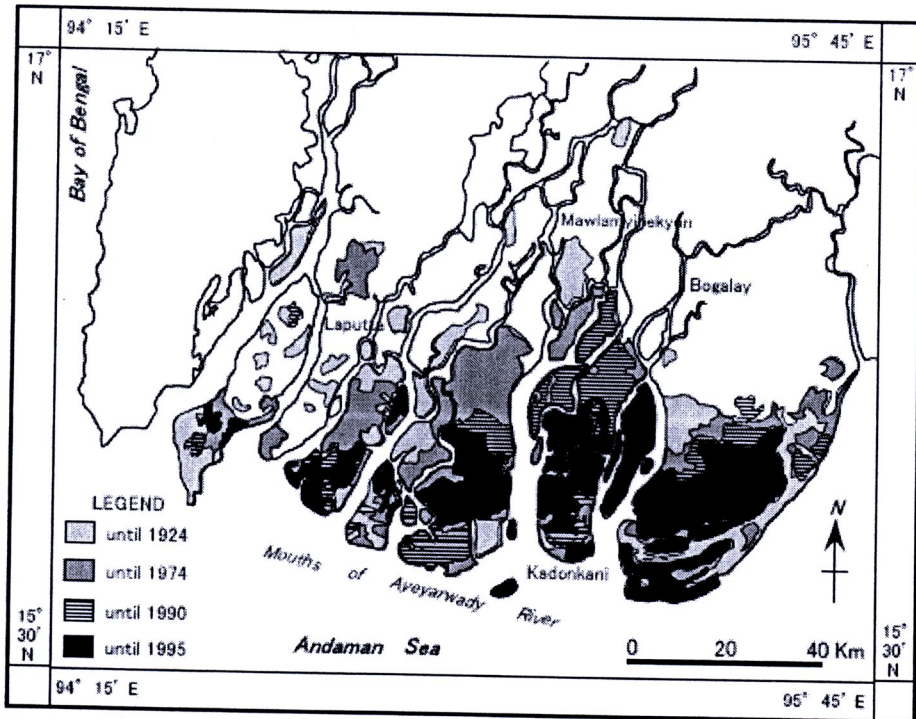 94° 15' E
95° 45' E
17°
N
17°
N
Bay of Bengal
Mawlamyinekyun
Bogalay
Laputta
LEGEND
until 1924
until 1974
until 1990
until 1995
N
Mouths of Ayeyarwady River
Kadonkani
Andaman Sea
0 20 40 Km
15°
30'
N
15°
30'
N
94° 15' E
95° 45' E